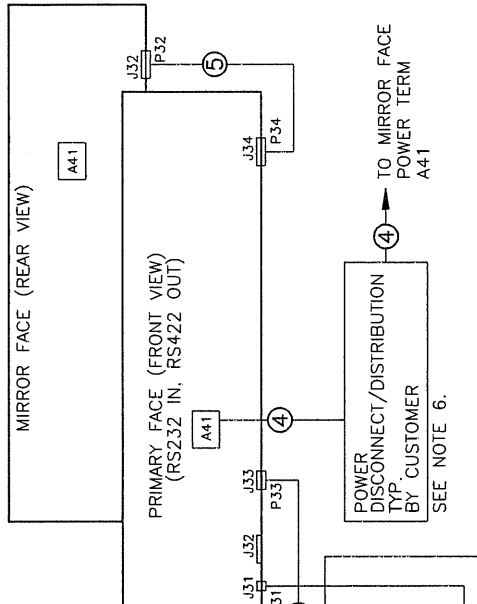 MIRROR FACE (REAR VIEW)
A41
J32
P32
5
J34
P34
PRIMARY FACE (FRONT VIEW)
(RS232 IN, RS422 OUT)
A41
4
J33
P33
J32
J31
31
POWER
DISCONNECT/DISTRIBUTION
TYP.
BY CUSTOMER
SEE NOTE 6.
4
TO MIRROR FACE
POWER TERM
A41